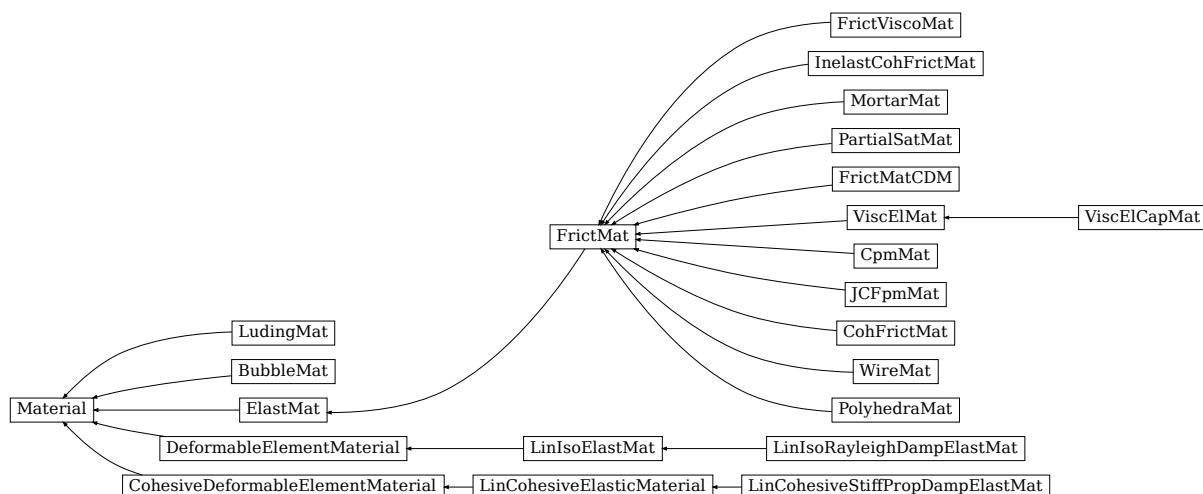 FrictViscoMat
InelastCohFrictMat
MortarMat
PartialSatMat
FrictMatCDM
ViscElMat
ViscElCapMat
FrictMat
CpmMat
JCFpmMat
LudingMat
CohFrictMat
BubbleMat
WireMat
Material
ElastMat
PolyhedraMat
DeformableElementMaterial
LinIsoElastMat
LinIsoRayleighDampElastMat
CohesiveDeformableElementMaterial
LinCohesiveElasticMaterial
LinCohesiveStiffPropDampElastMat